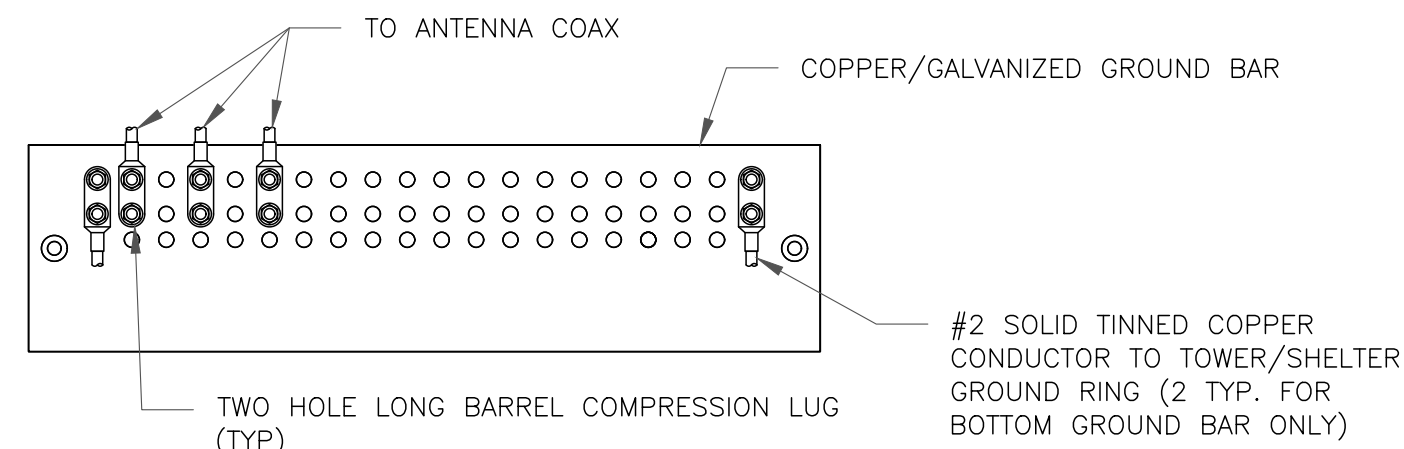 TO ANTENNA COAX
COPPER/GALVANIZED GROUND BAR
#2 SOLID TINNED COPPER
CONDUCTOR TO TOWER/SHELTER
GROUND RING (2 TYP. FOR
BOTTOM GROUND BAR ONLY)
TWO HOLE LONG BARREL COMPRESSION LUG
(TYP)